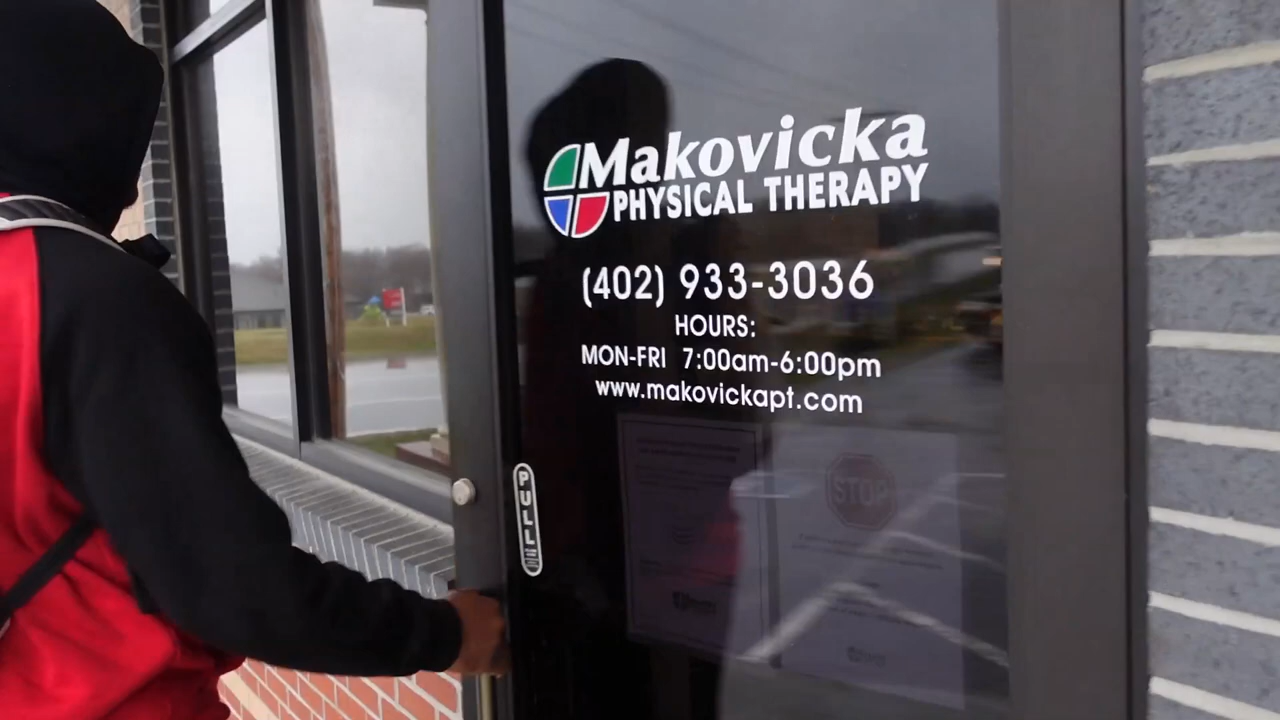 Makovicka
PHYSICAL THERAPY
(402) 933-3036
HOURS:
MON-FRI 7:00am-6:00pm
www.makovickapt.com
PULL
STOP